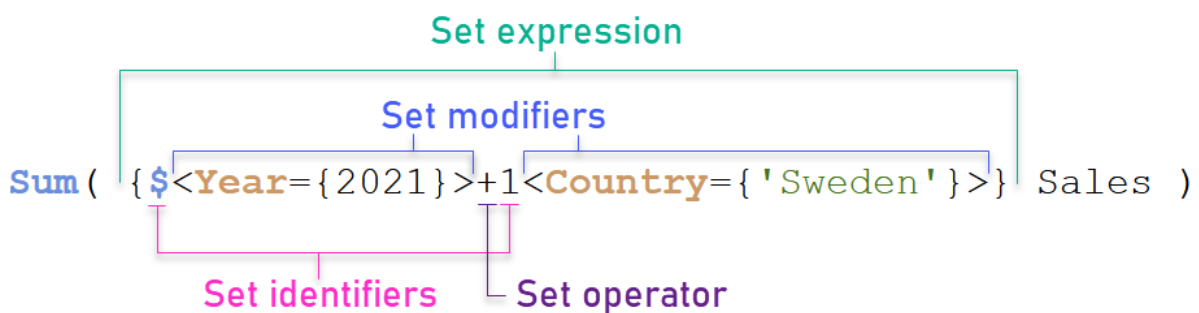 Set expression
Set modifiers
Sum( {$<Year={2021}>+1<Country={'Sweden'}>} Sales )
Set identifiers
Set operator